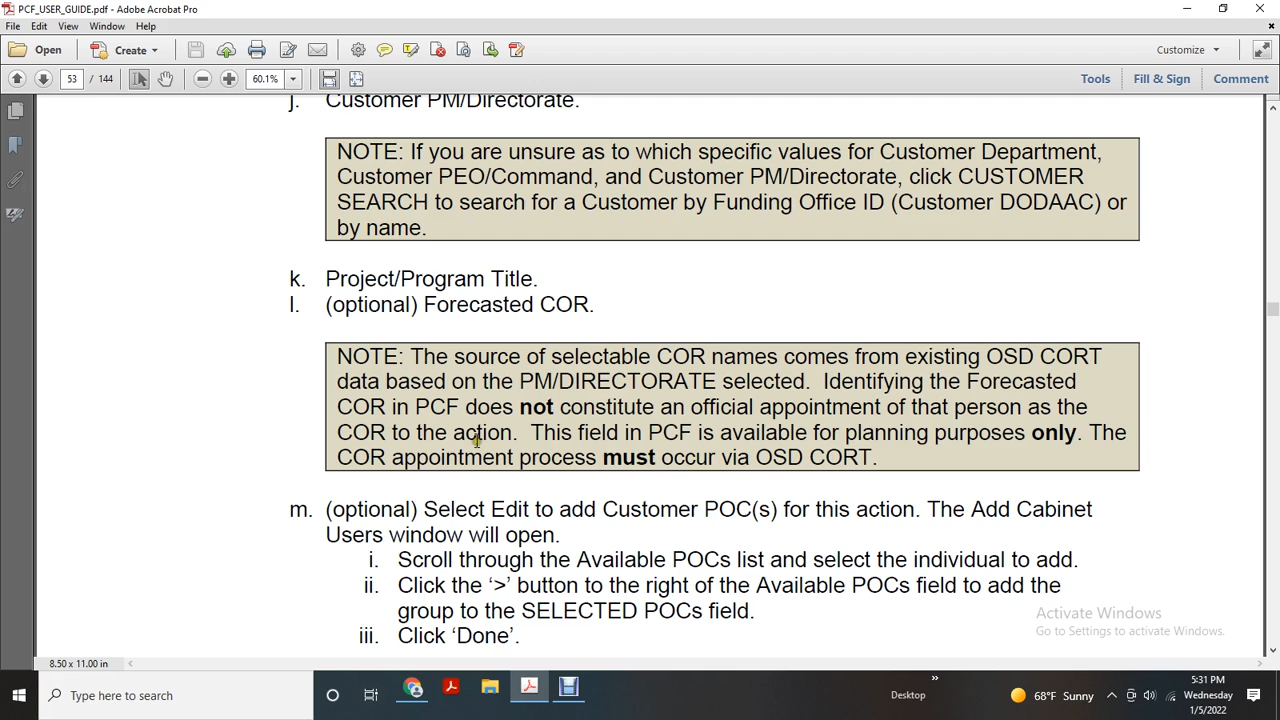 PCF_USER_GUIDE.pdf - Adobe Acrobat Pro
File Edit View Window Help
Open Create Customize
53 / 144 60.1% Tools Fill & Sign Comment
j. Customer PM/Directorate.
NOTE: If you are unsure as to which specific values for Customer Department,
Customer PEO/Command, and Customer PM/Directorate, click CUSTOMER
SEARCH to search for a Customer by Funding Office ID (Customer DODAAC) or
by name.
k. Project/Program Title.
l. (optional) Forecasted COR.
NOTE: The source of selectable COR names comes from existing OSD CORT
data based on the PM/DIRECTORATE selected. Identifying the Forecasted
COR in PCF does not constitute an official appointment of that person as the
COR to the action. This field in PCF is available for planning purposes only. The
COR appointment process must occur via OSD CORT.
m. (optional) Select Edit to add Customer POC(s) for this action. The Add Cabinet
Users window will open.
i. Scroll through the Available POCs list and select the individual to add.
ii. Click the ‘>’ button to the right of the Available POCs field to add the
group to the SELECTED POCs field.
iii. Click ‘Done’.
Activate Windows
Go to Settings to activate Windows.
8.50 x 11.00 in
Type here to search
Desktop
68°F Sunny
5:31 PM
Wednesday
1/5/2022